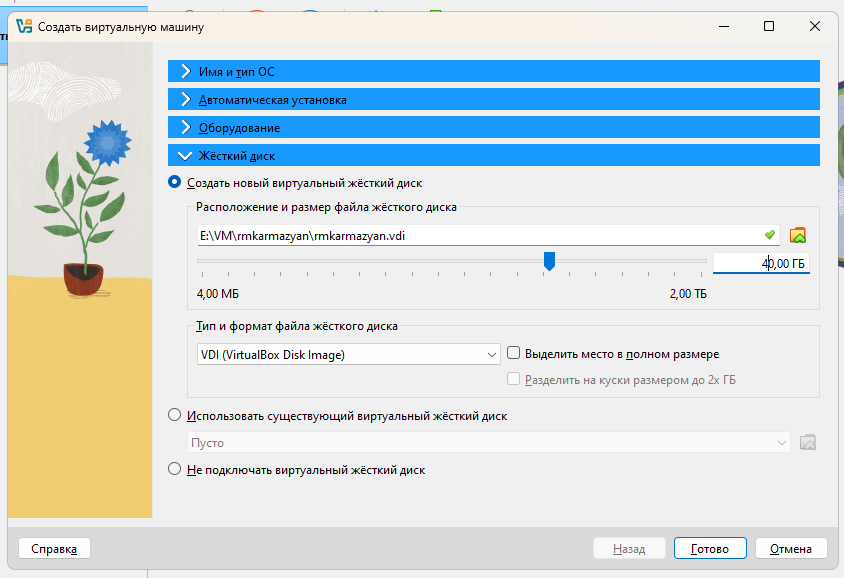 Создать виртуальную машину
Имя и тип ОС
Автоматическая установка
Оборудование
Жёсткий диск
Создать новый виртуальный жёсткий диск
Расположение и размер файла жёсткого диска
E:\VM\rmkarmazyan\rmkarmazyan.vdi
40,00 ГБ
4,00 МБ 2,00 ТБ
Тип и формат файла жёсткого диска
VDI (VirtualBox Disk Image) Выделить место в полном размере
Разделить на куски размером до 2х ГБ
Использовать существующий виртуальный жёсткий диск
Пусто
Не подключать виртуальный жёсткий диск
Справка Назад Готово Отмена